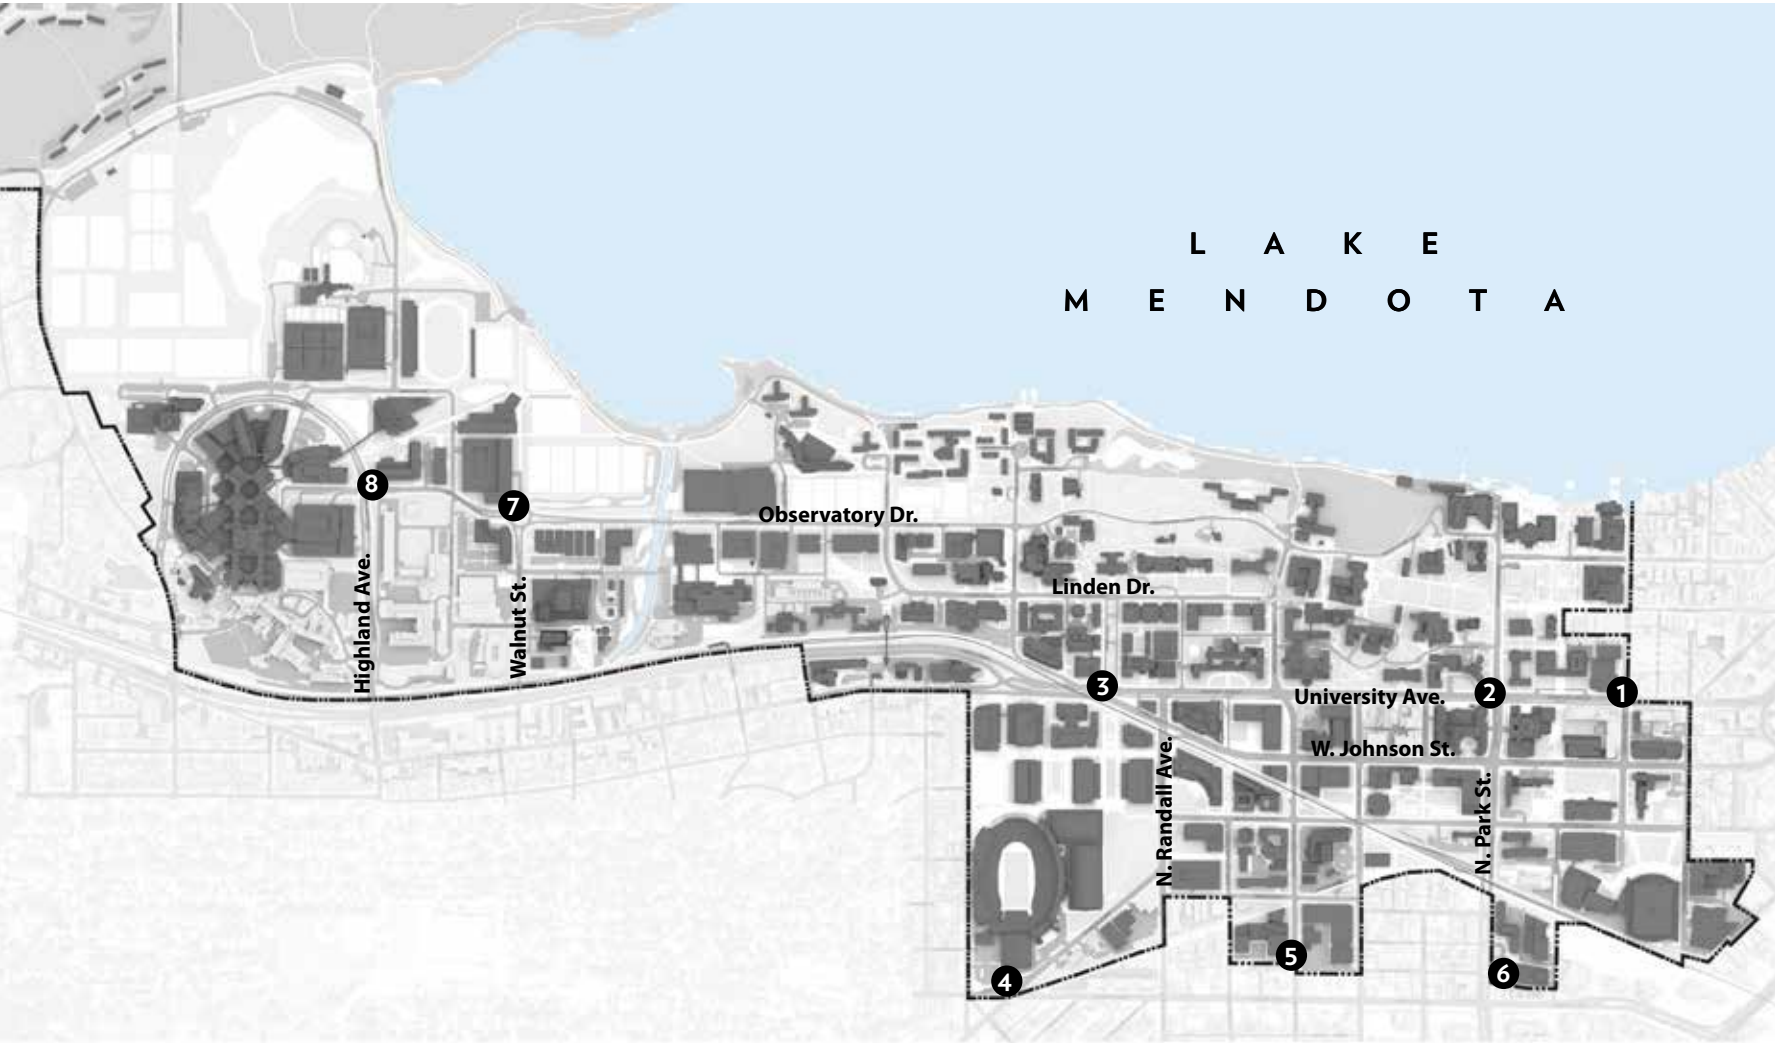 L A K E
M E N D O T A
8
7
Observatory Dr.
Linden Dr.
Highland Ave.
Walnut St.
3
University Ave.
2
1
W. Johnson St.
N. Randall Ave.
N. Park St.
4
5
6